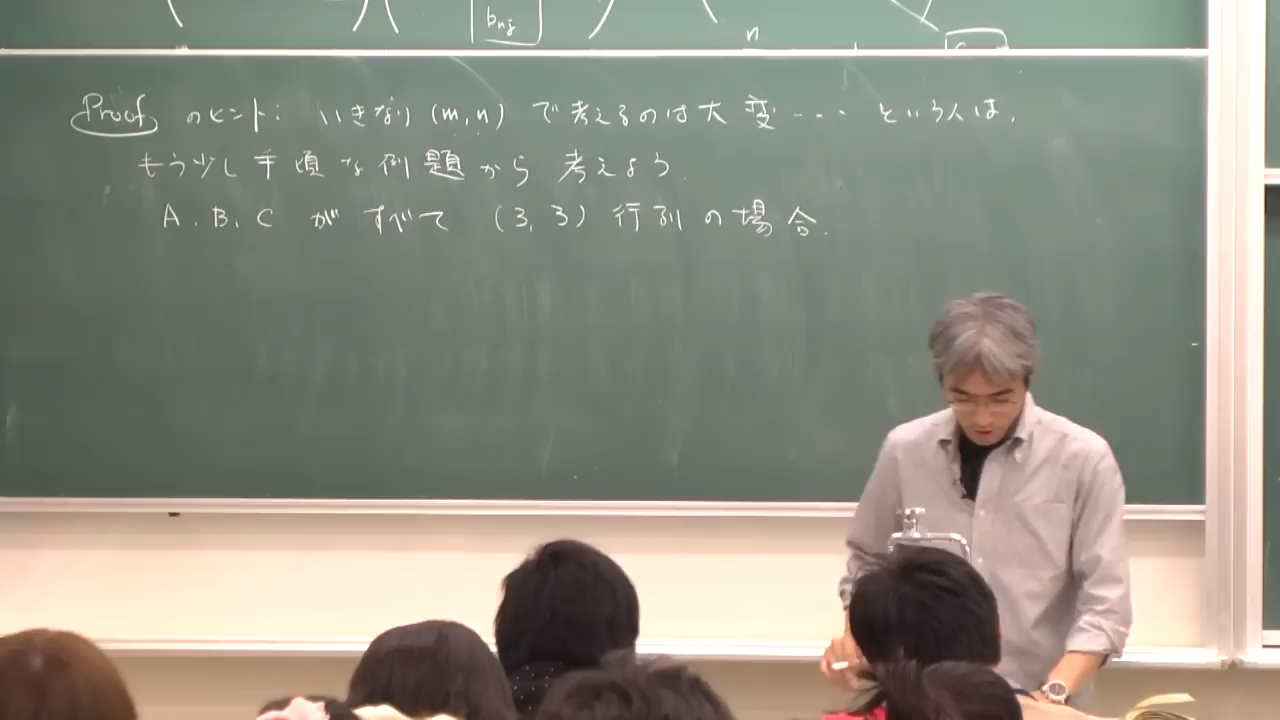 bnj
n
Proof のヒント: いきなり (m,n) で考えるのは大変・・・ という人は,
もう少し手頃な例題から考えよう.
A, B, C がすべて (3,3) 行列の場合.